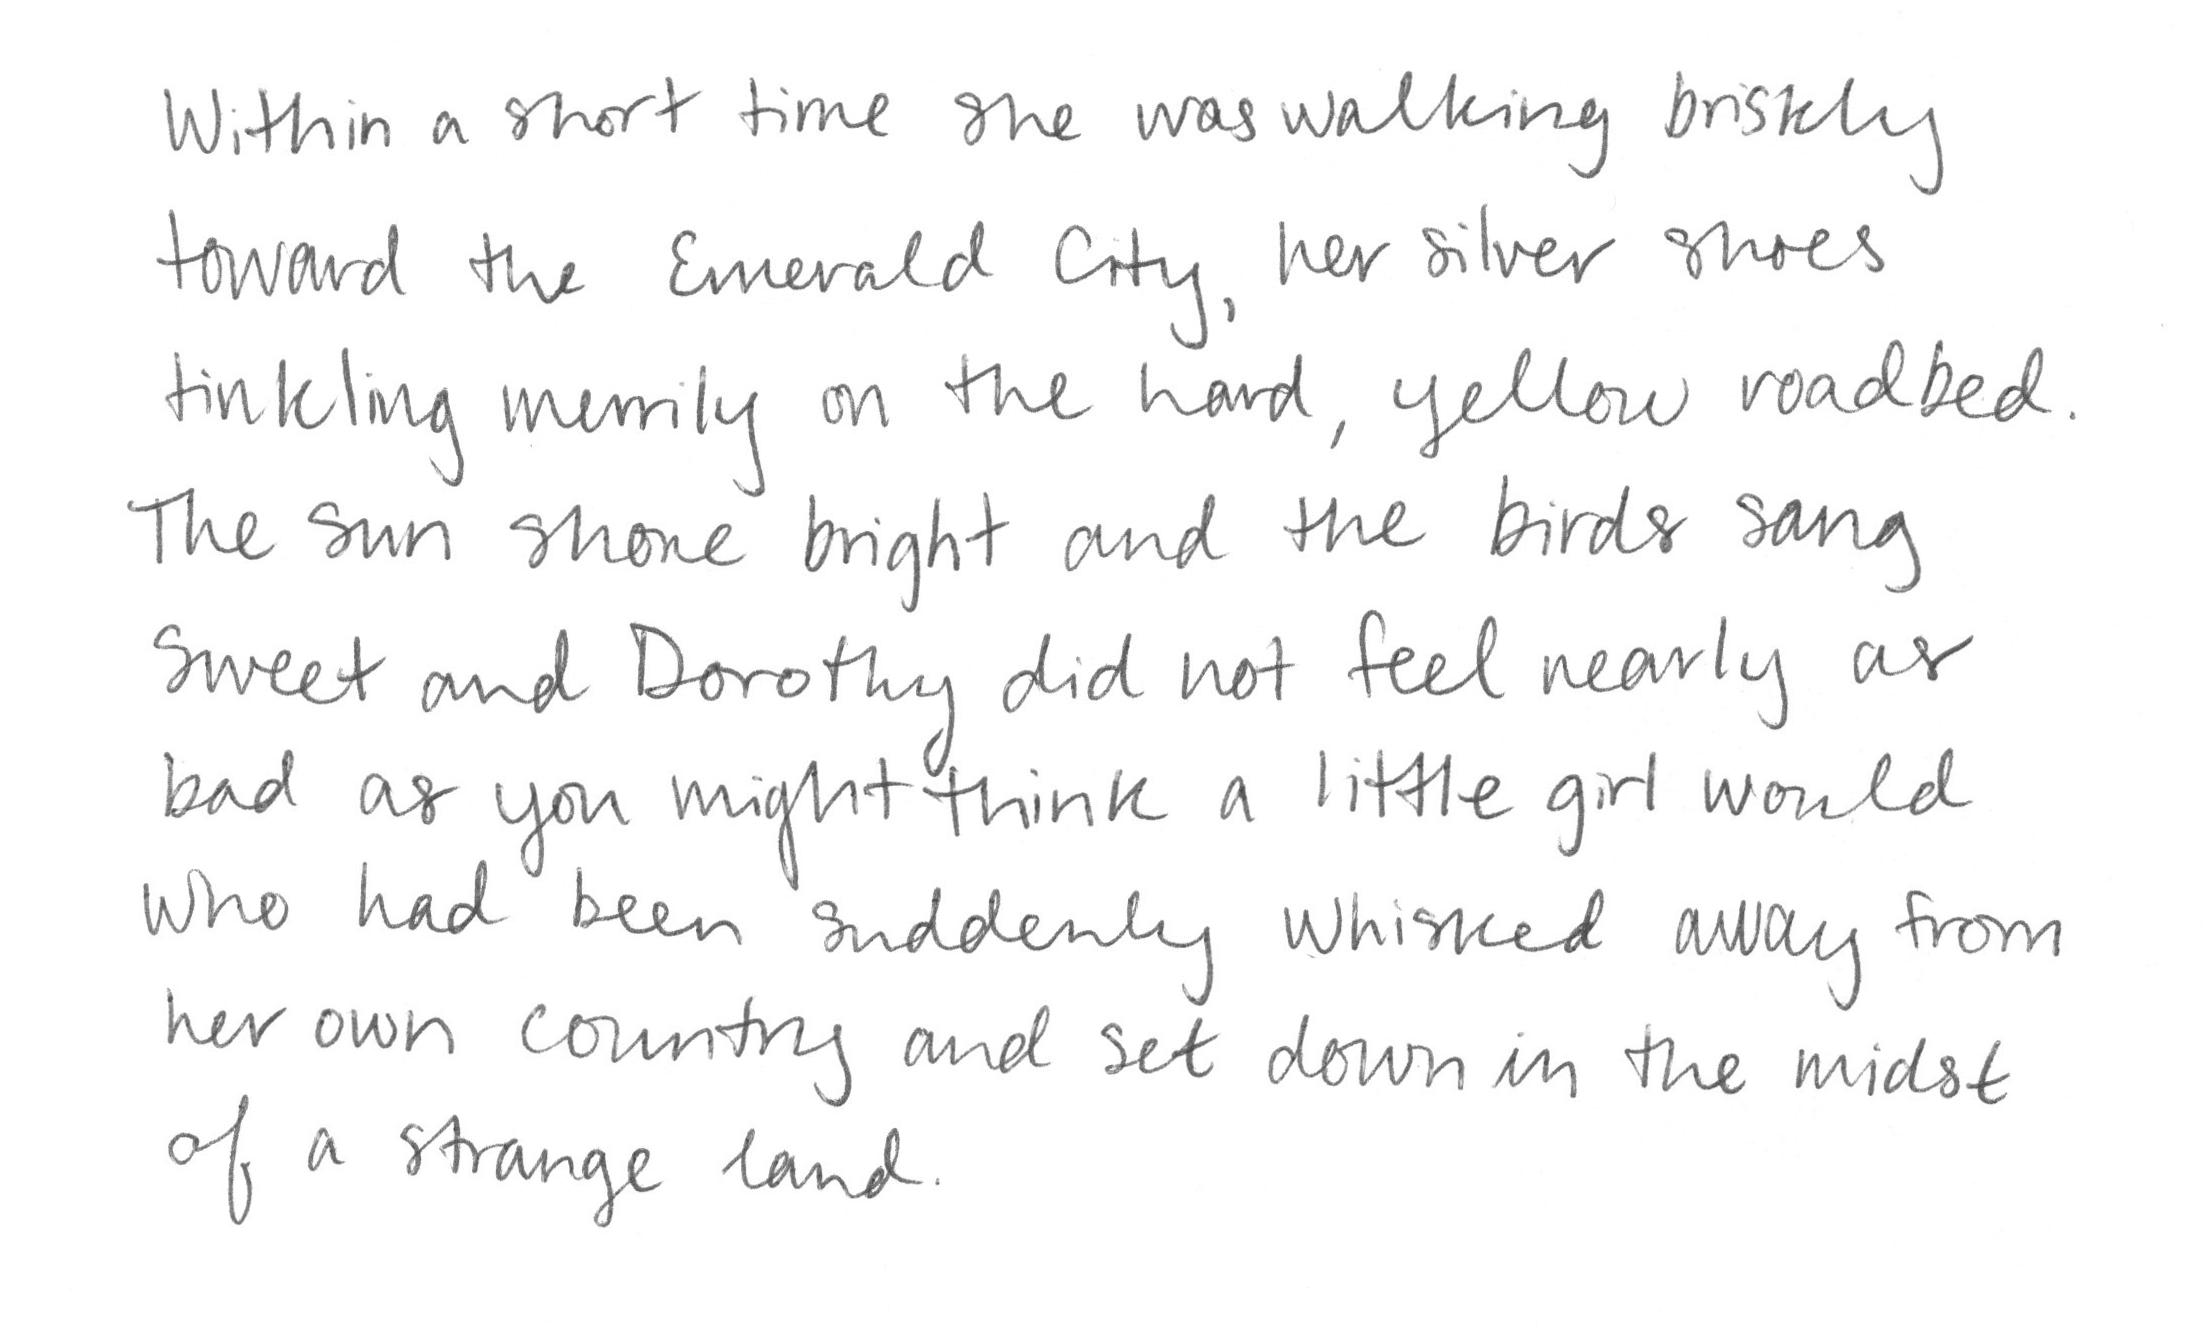 Within a short time she was walking briskly
toward the Emerald City, her silver shoes
tinkling merrily on the hard, yellow roadbed.
The sun shone bright and the birds sang
sweet and Dorothy did not feel nearly as
bad as you might think a little girl would
who had been suddenly whisked away from
her own country and set down in the midst
of a strange land.